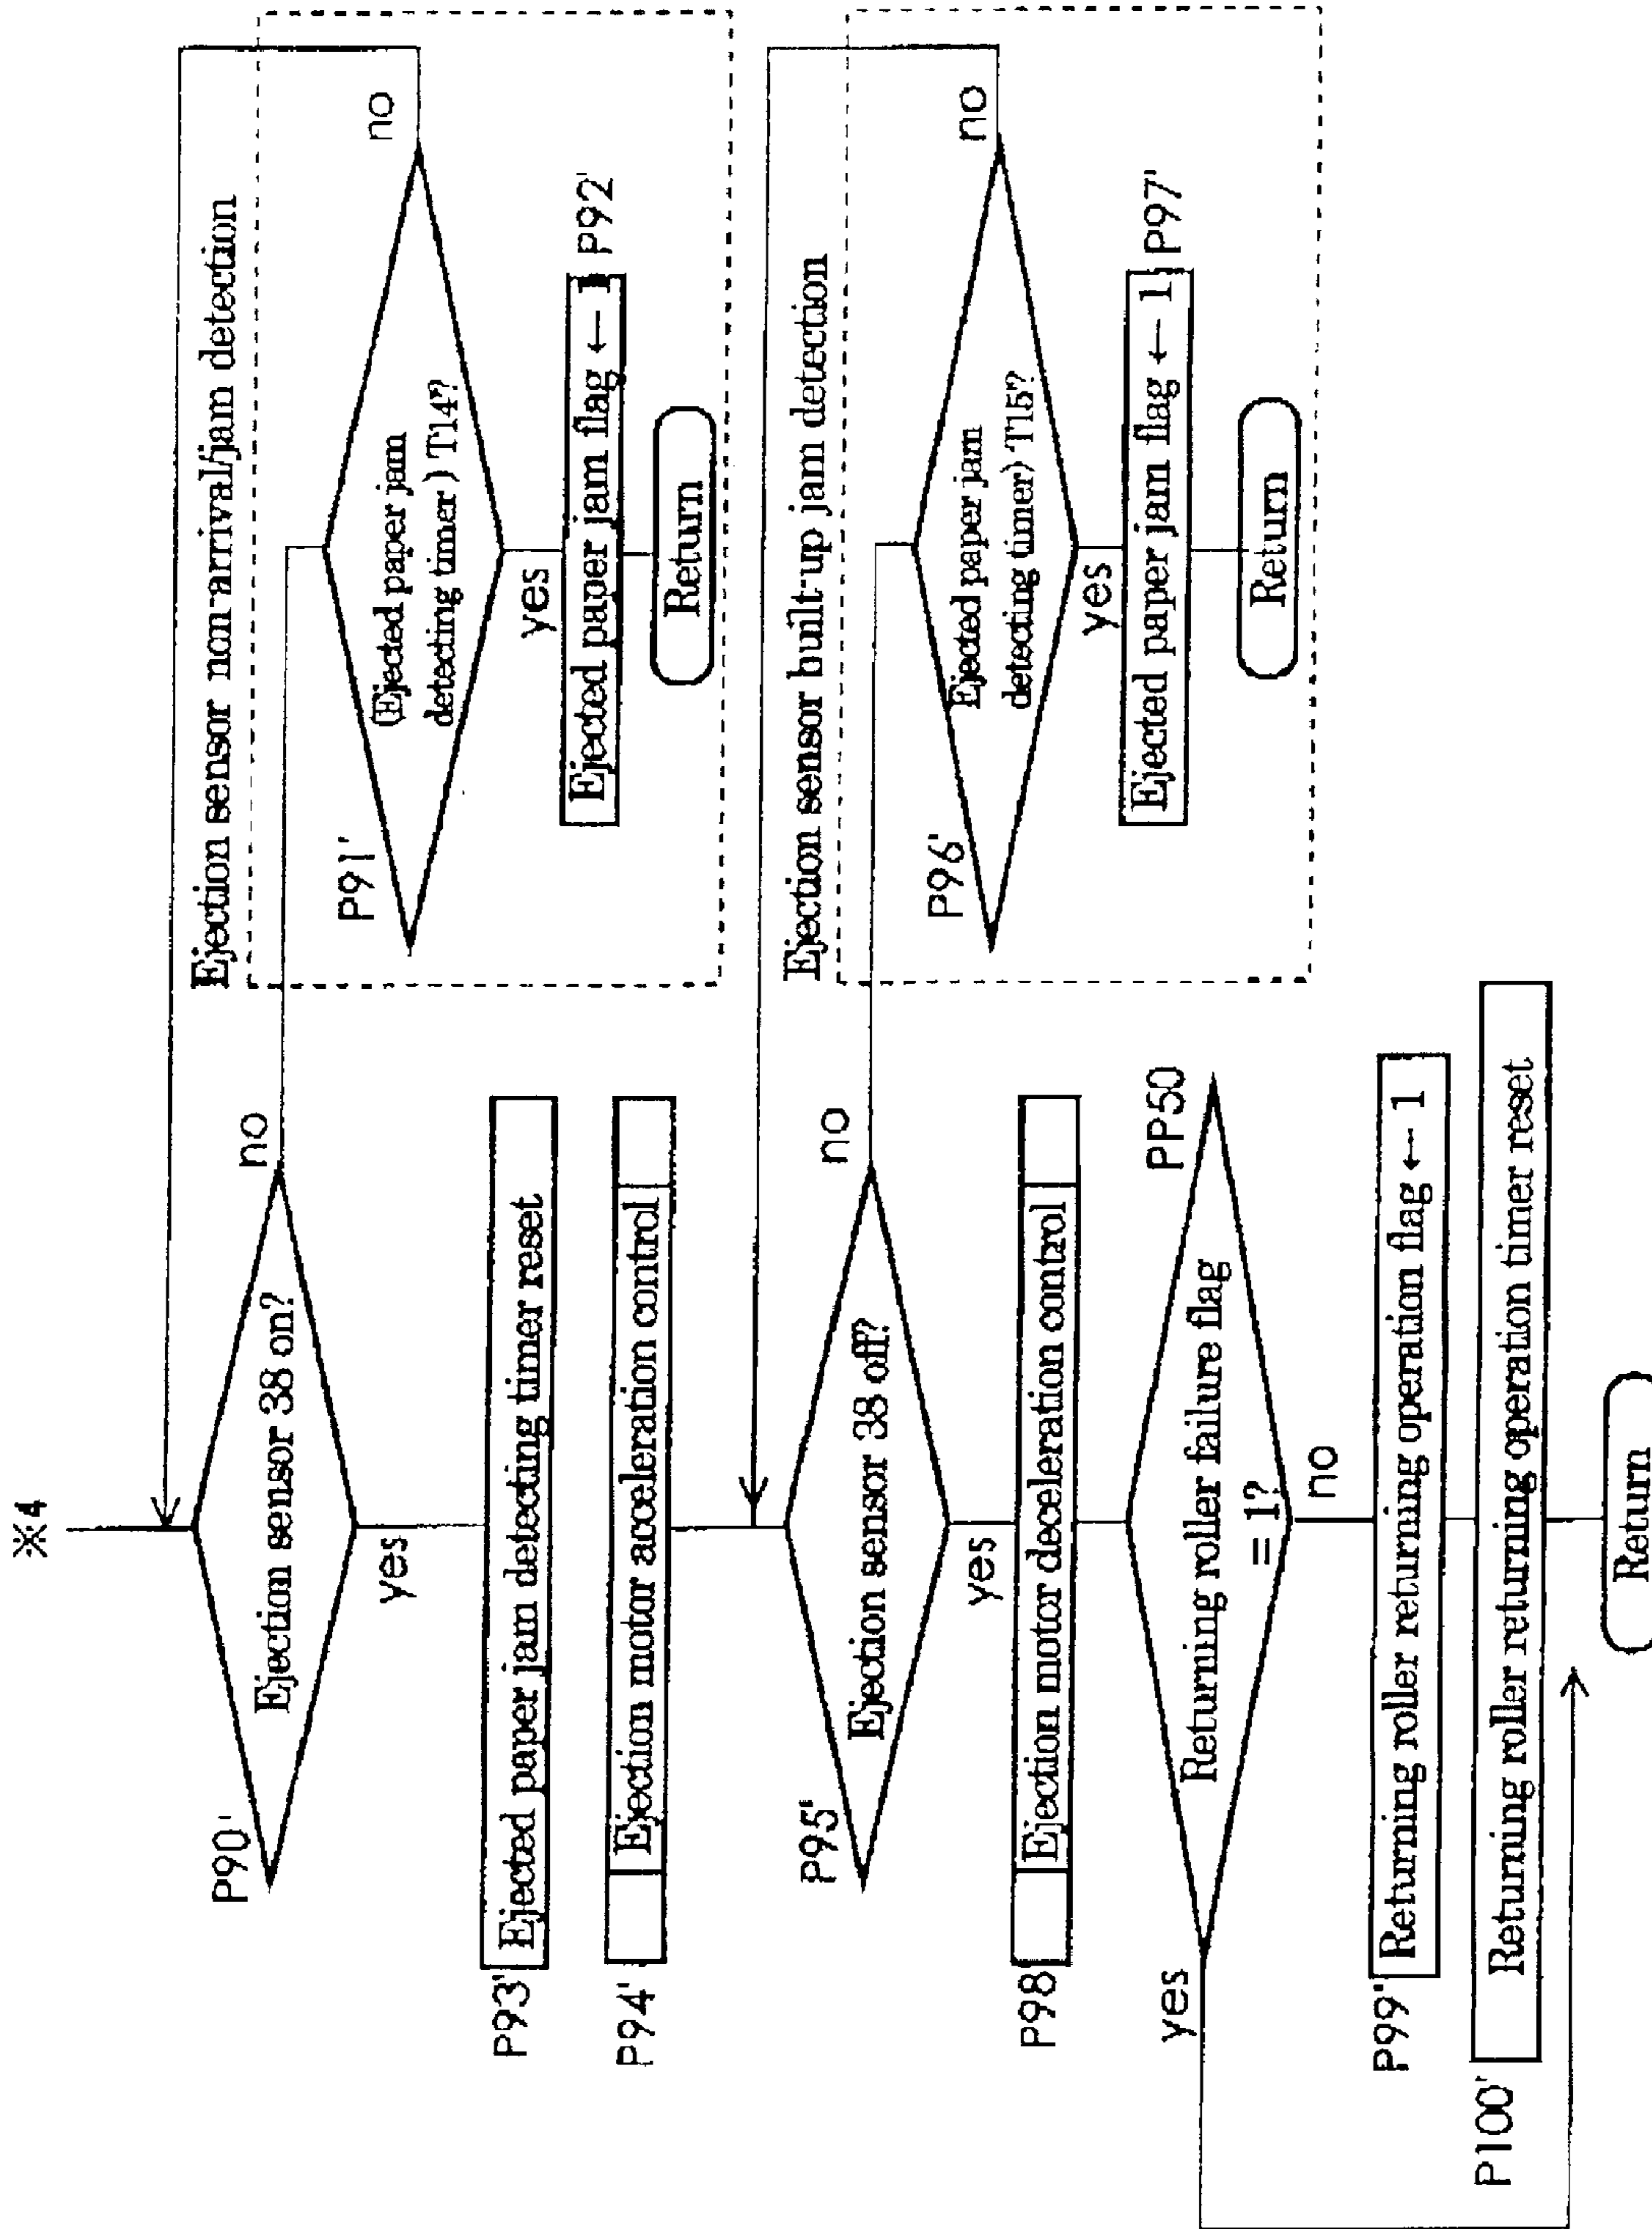 ※4
Ejection sensor non-arrival/jam detection
P90'
Ejection sensor 38 on?
no
yes
P91'
(Ejected paper jam
detecting timer) T14?
no
yes
Ejected paper jam flag ← 1
P92'
Return
P93'
Ejected paper jam detecting timer reset
P94'
Ejection motor acceleration control
Ejection sensor built-up jam detection
P95'
Ejection sensor 38 off?
no
yes
P96'
Ejected paper jam
detecting timer) T15?
no
yes
Ejected paper jam flag ← 1
P97'
Return
P98'
Ejection motor deceleration control
PP50
Returning roller failure flag
= 1?
yes
no
P99'
Returning roller returning operation flag ← 1
P100'
Returning roller returning operation timer reset
Return